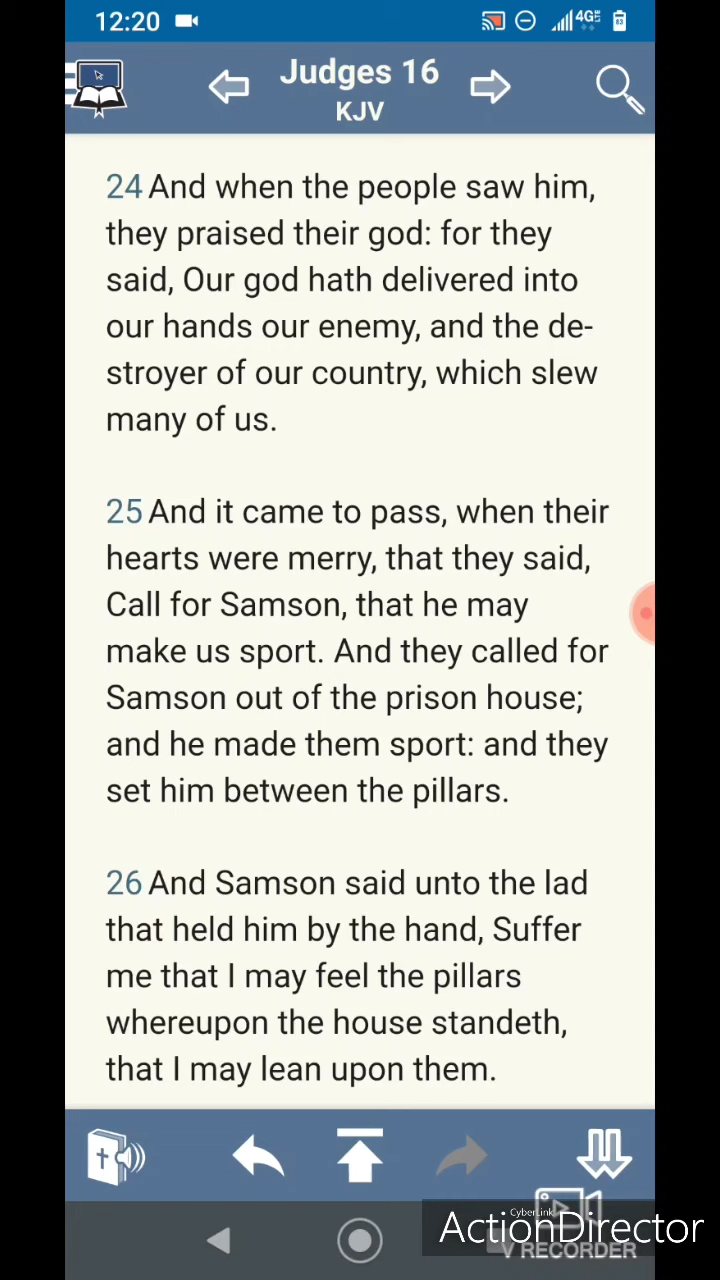 12:20
4G
83
Judges 16
KJV
24 And when the people saw him,
they praised their god: for they
said, Our god hath delivered into
our hands our enemy, and the de-
stroyer of our country, which slew
many of us.
25 And it came to pass, when their
hearts were merry, that they said,
Call for Samson, that he may
make us sport. And they called for
Samson out of the prison house;
and he made them sport: and they
set him between the pillars.
26 And Samson said unto the lad
that held him by the hand, Suffer
me that I may feel the pillars
whereupon the house standeth,
that I may lean upon them.
CyberLink
ActionDirector
V RECORDER